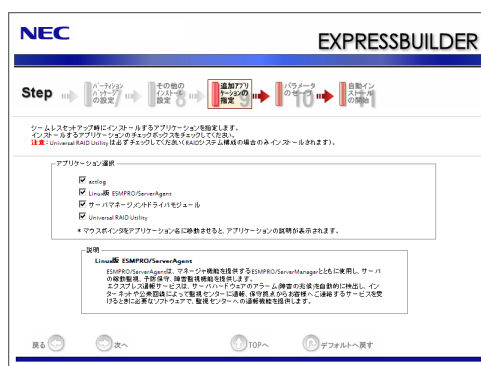 NEC
EXPRESSBUILDER
Step
パーティション
パッケージ
の設定 7
その他の
インストール
設定 8
追加アプリ
ケーションの
指定 9
パラメータ
のセーブ
10
自動イン
ストール
の開始
シームレスセットアップ時にインストールするアプリケーションを指定します。
インストールするアプリケーションのチェックボックスをチェックしてください。
注意：Universal RAID Utility は必ずチェックしてください（RAIDシステム構成の場合のみインストールされます）。
アプリケーション選択
actlog
Linux版 ESMPRO/ServerAgent
サーバマネージメントドライバモジュール
Universal RAID Utility
* マウスポインタをアプリケーション名に移動させると、アプリケーションの説明が表示されます。
説明
Linux版 ESMPRO/ServerAgent
ESMPRO/ServerAgentは、マネージャ機能を提供するESMPRO/ServerManagerとともに使用し、サーバ
の稼動監視、予防保守、障害監視機能を提供します。
エクスプレス通報サービスは、サーバハードウェアのアラーム(障害の兆候)を自動的に検出し、イン
ターネットや公衆回線によって監視センターに通報、保守拠点からお客様へご連絡するサービスを受
けるときに必要なソフトウェアで、監視センターへの通報機能を提供します。
戻る
次へ
TOPへ
デフォルトへ戻す